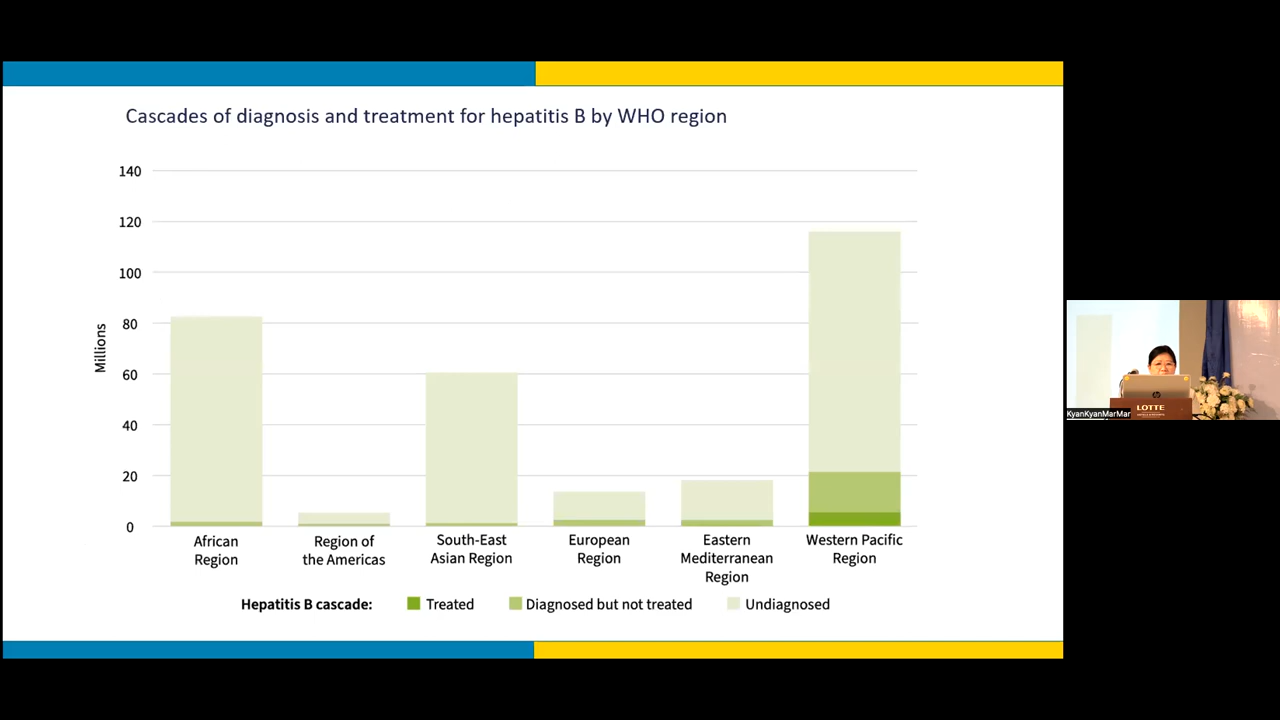 Cascades of diagnosis and treatment for hepatitis B by WHO region
140
120
100
80
60
40
20
0
Millions
African
Region
Region of
the Americas
South-East
Asian Region
European
Region
Eastern
Mediterranean
Region
Western Pacific
Region
Hepatitis B cascade: Treated Diagnosed but not treated Undiagnosed
hp
LOTTE
KyanKyanMarMar